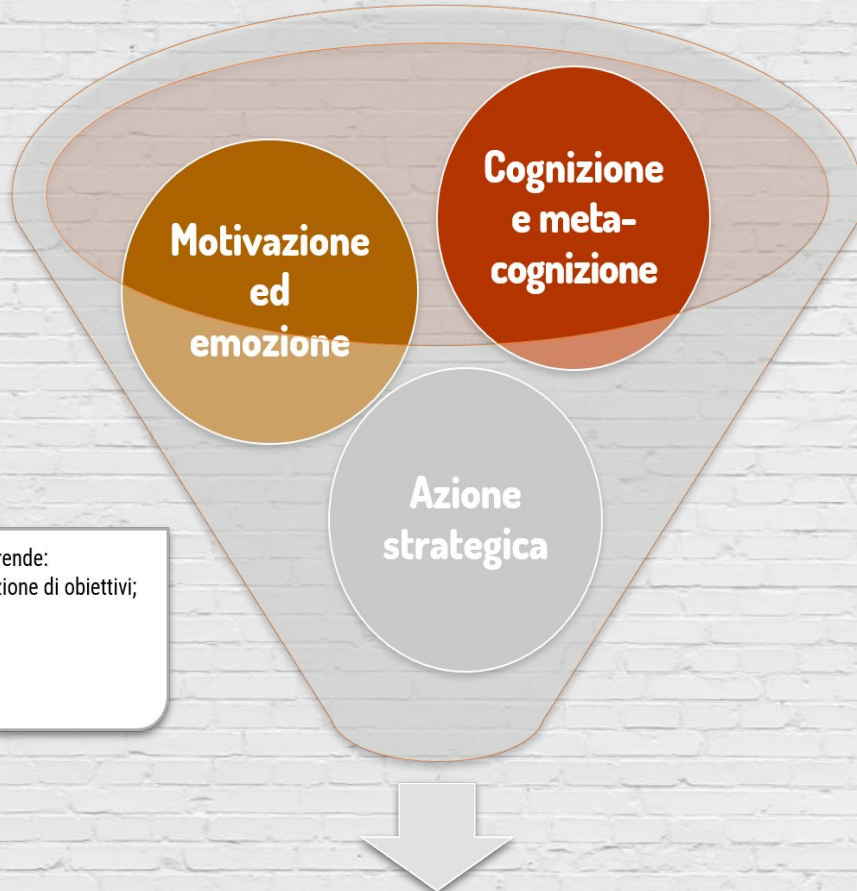 Cognizione
e meta-
cognizione
Motivazione
ed
emozione
Azione
strategica
rende:
zione di obiettivi;